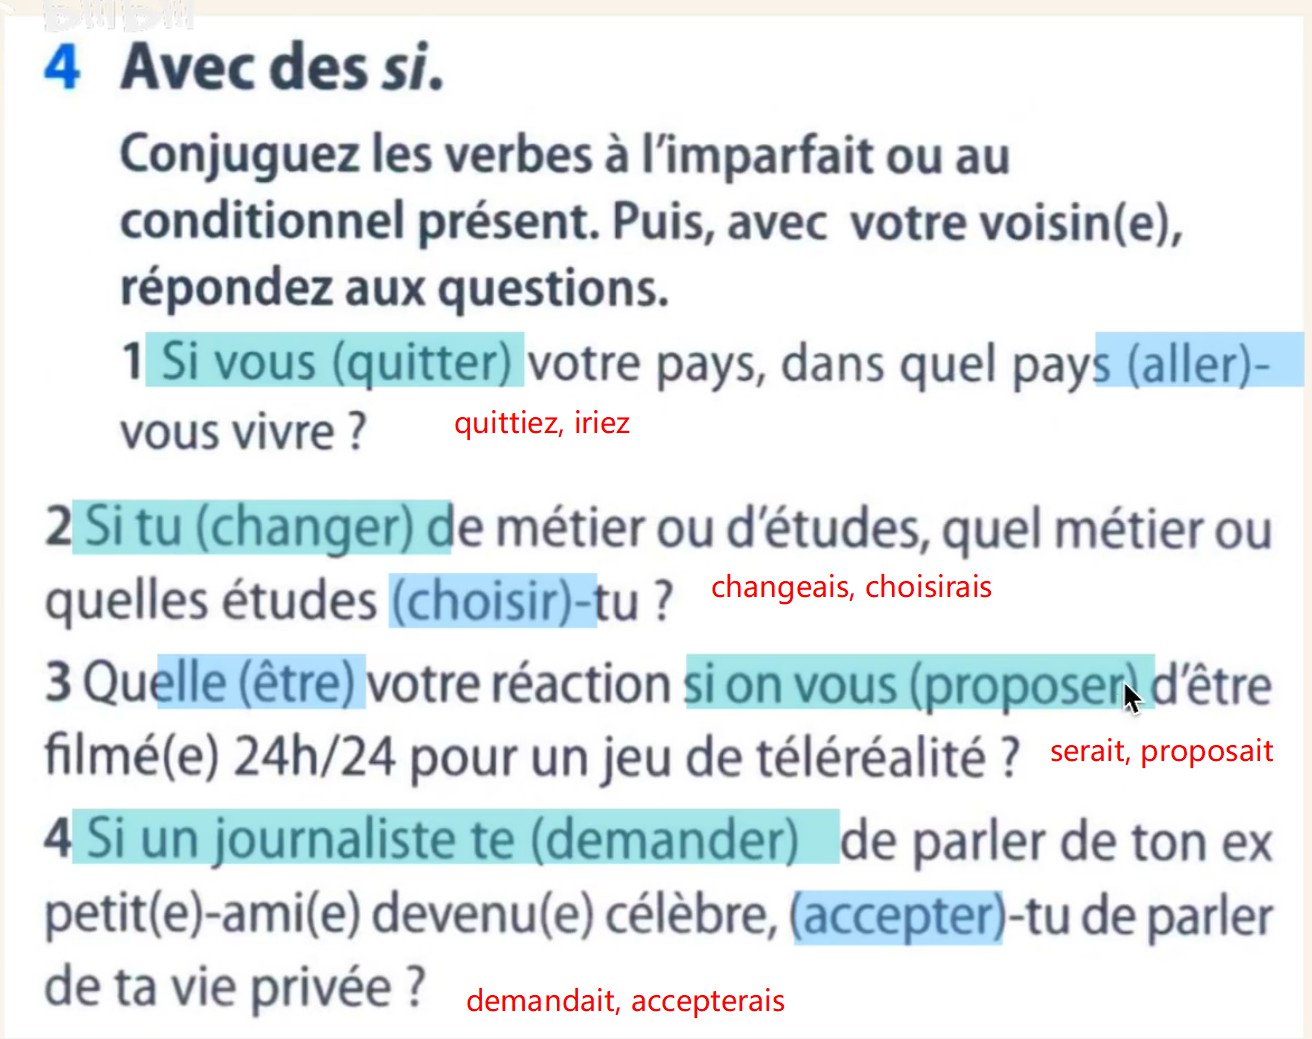 4 Avec des si.
Conjuguez les verbes à l'imparfait ou au
conditionnel présent. Puis, avec votre voisin(e),
répondez aux questions.
1 Si vous (quitter) votre pays, dans quel pays (aller)-
vous vivre ?
quittiez, iriez
2 Si tu (changer) de métier ou d'études, quel métier ou
quelles études (choisir)-tu ?
changeais, choisirais
3 Quelle (être) votre réaction si on vous (proposer) d'être
filmé(e) 24h/24 pour un jeu de téléréalité ?
serait, proposait
4 Si un journaliste te (demander) de parler de ton ex
petit(e)-ami(e) devenu(e) célèbre, (accepter)-tu de parler
de ta vie privée ?
demandait, accepterais